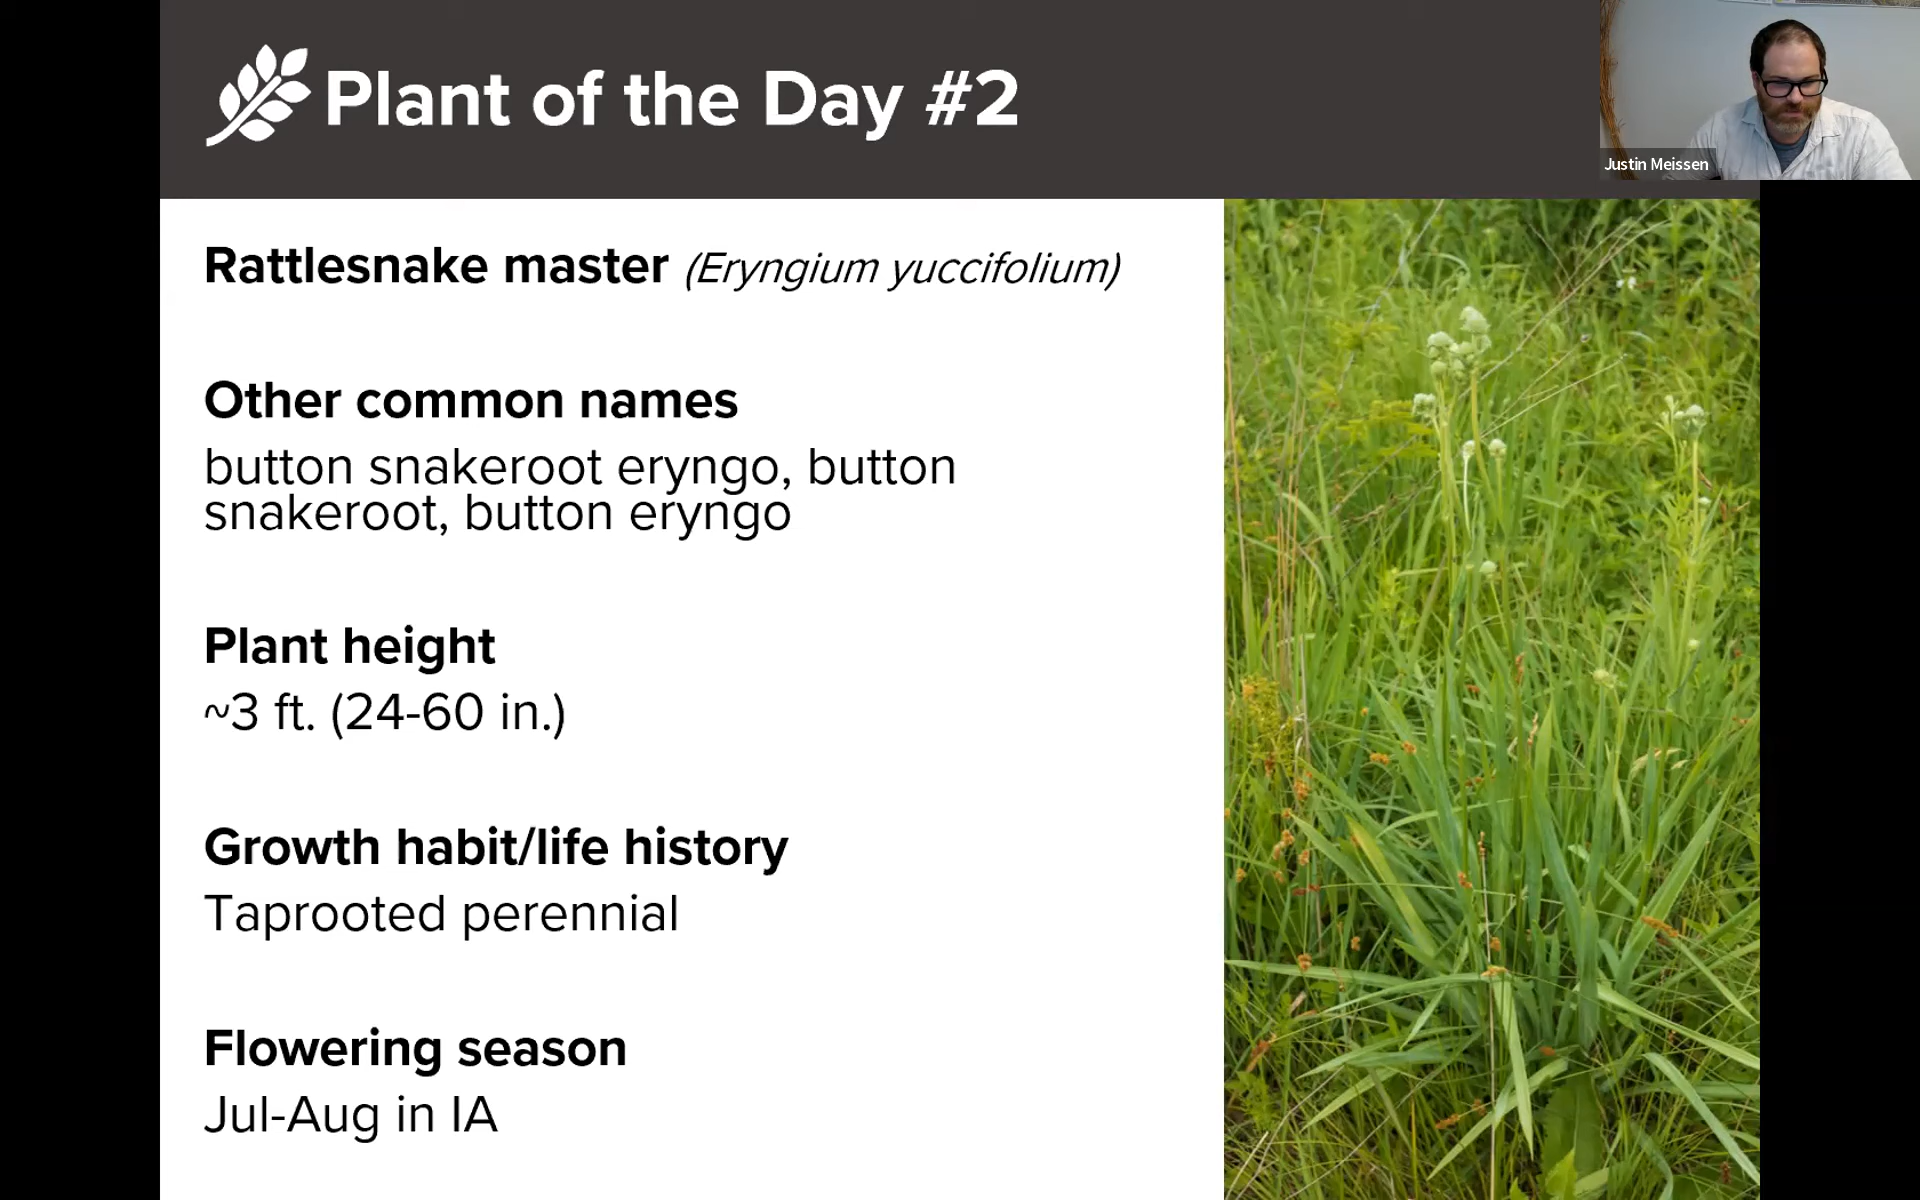 Plant of the Day #2
Justin Meissen
Rattlesnake master (Eryngium yuccifolium)
Other common names
button snakeroot eryngo, button
snakeroot, button eryngo
Plant height
~3 ft. (24-60 in.)
Growth habit/life history
Taprooted perennial
Flowering season
Jul-Aug in IA